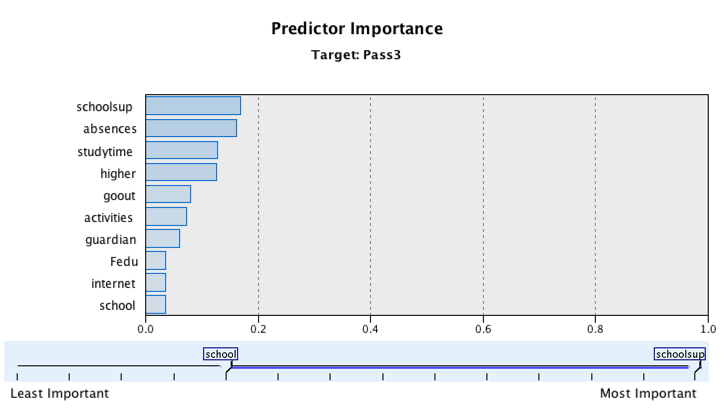 Predictor Importance
Target: Pass3
schoolsup
absences
studytime
higher
goout
activities
guardian
Fedu
internet
school
0.0 0.2 0.4 0.6 0.8 1.0
school schoolsup
Least Important Most Important